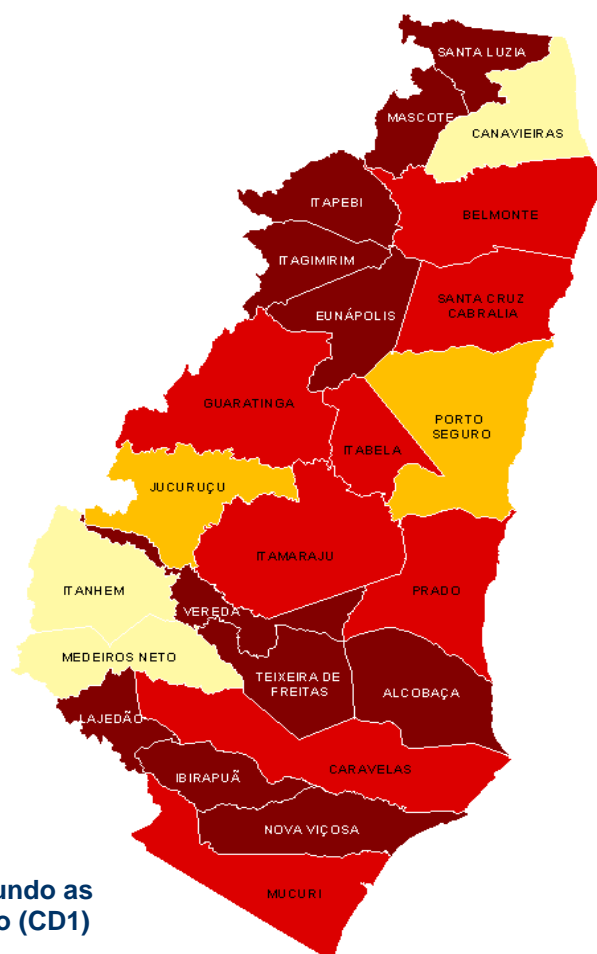 SANTA LUZIA
MASCOTE
CANAVIEIRAS
ITAPEBI
BELMONTE
ITAGIMIRIM
EUNÁPOLIS
SANTA CRUZ
CABRALIA
GUARATINGA
PORTO
SEGURO
ITABELA
JUCURUÇU
ITAMARAJU
ITANHEM
PRADO
VEREDA
MEDEIROS NETO
TEIXEIRA DE
FREITAS
ALCOBAÇA
LAJEDÃO
CARAVELAS
IBIRAPUÃ
NOVA VIÇOSA
MUCURI
undo as
o (CD1)